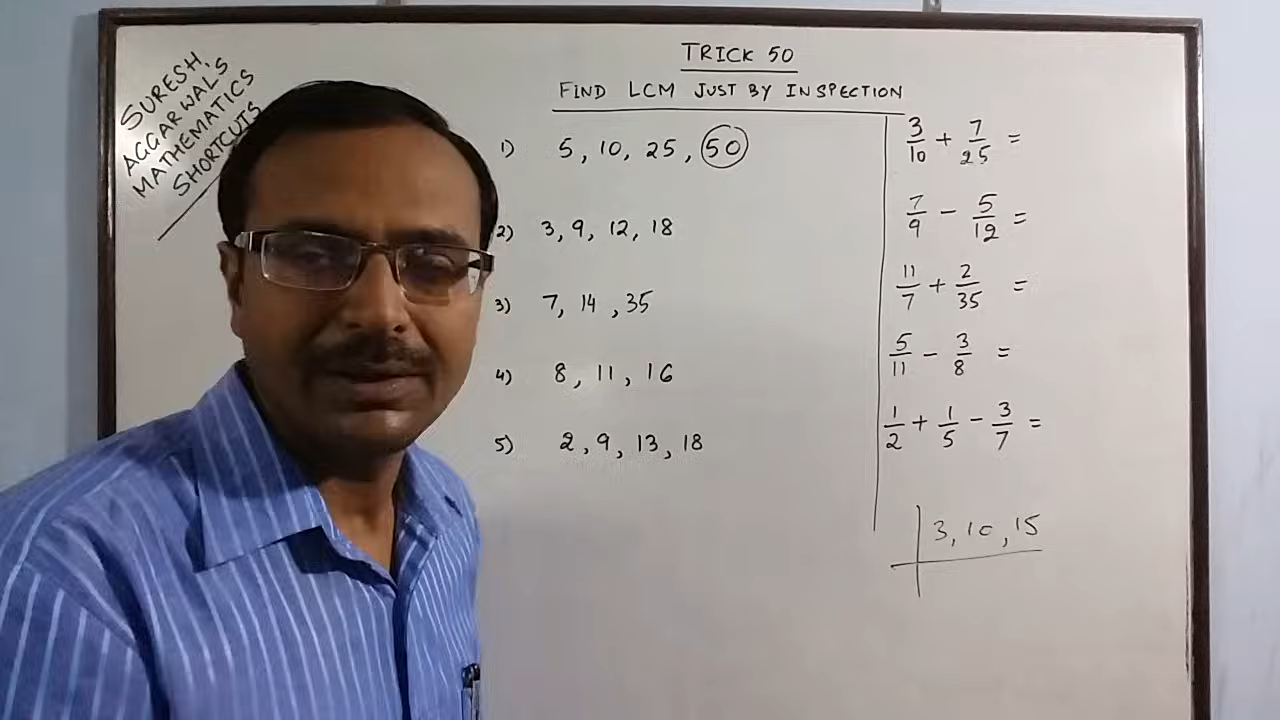 SURESH.
AGGARWALS
MATHEMATICS
SHORTCUTS
TRICK 50
FIND LCM JUST BY INSPECTION
1) 5, 10, 25, 50
2) 3, 9, 12, 18
3) 7, 14, 35
4) 8, 11, 16
5) 2, 9, 13, 18
3/10 + 7/25 =
7/9 - 5/12 =
11/7 + 2/35 =
5/11 - 3/8 =
1/2 + 1/5 - 3/7 =
3, 10, 15